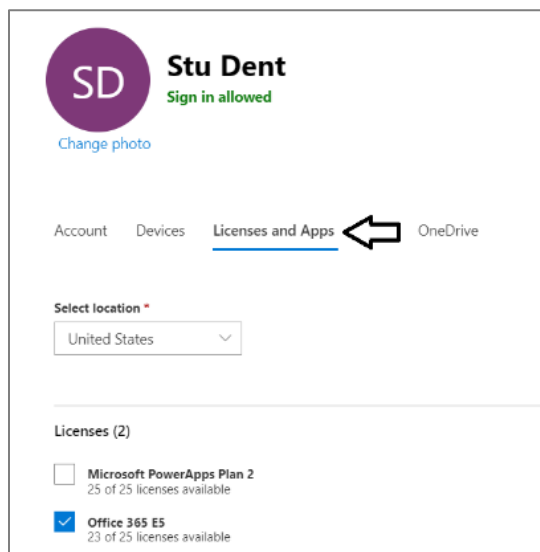 SD
Stu Dent
Sign in allowed
Change photo
Account Devices Licenses and Apps OneDrive
Select location *
United States
Licenses (2)
Microsoft PowerApps Plan 2
25 of 25 licenses available
Office 365 E5
23 of 25 licenses available